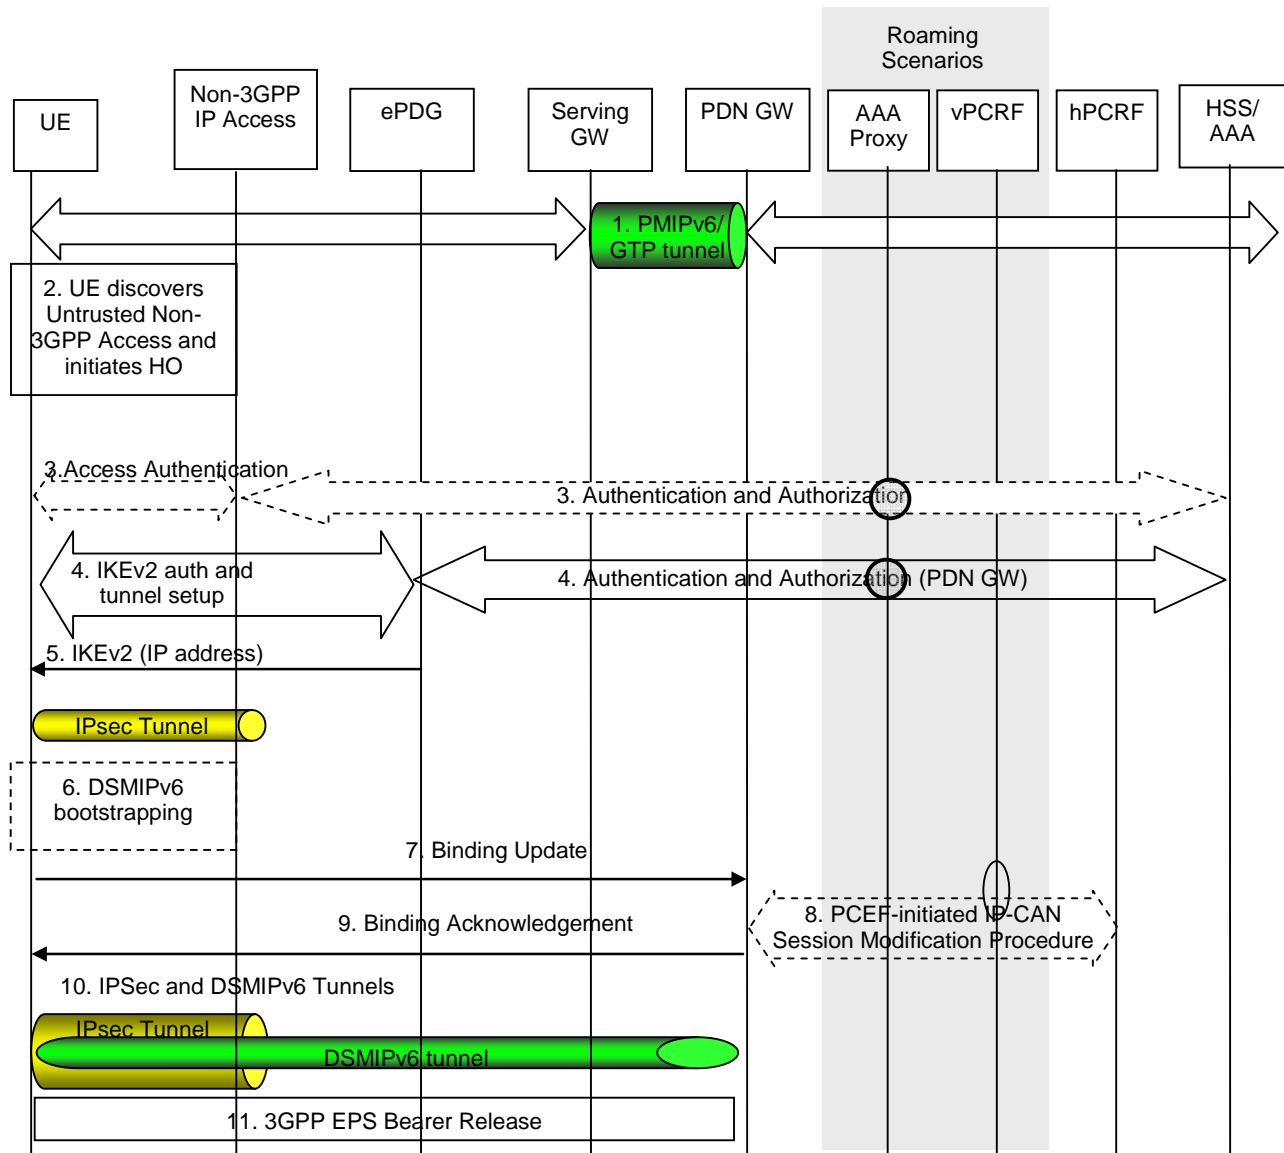 Roaming
Scenarios
UE
Non-3GPP
IP Access
ePDG
Serving
GW
PDN GW
AAA
Proxy
vPCRF
hPCRF
HSS/
AAA
1. PMIPv6/
GTP tunnel
2. UE discovers
Untrusted Non-
3GPP Access and
initiates HO
3.Access Authentication
3. Authentication and Authorization
4. IKEv2 auth and
tunnel setup
4. Authentication and Authorization (PDN GW)
5. IKEv2 (IP address)
IPsec Tunnel
6. DSMIPv6
bootstrapping
7. Binding Update
8. PCEF-initiated IP-CAN
Session Modification Procedure
9. Binding Acknowledgement
10. IPSec and DSMIPv6 Tunnels
IPsec Tunnel
DSMIPv6 tunnel
11. 3GPP EPS Bearer Release